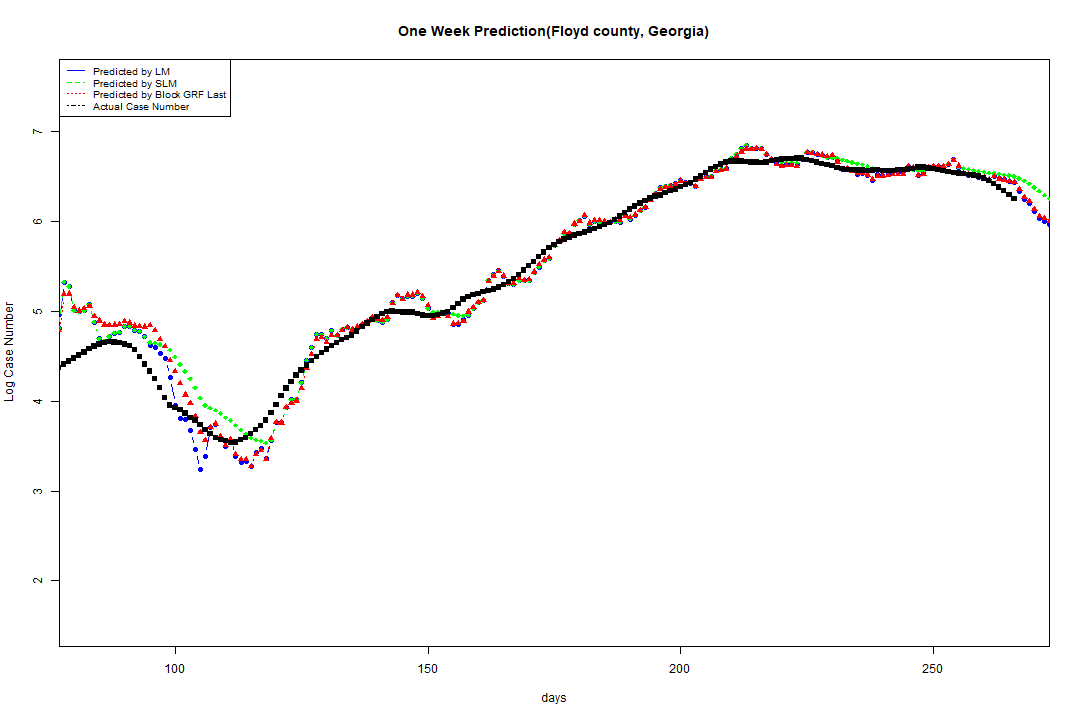 One Week Prediction(Floyd county, Georgia)
Predicted by LM
Predicted by SLM
Predicted by Block GRF Last
Actual Case Number
7
6
5
4
3
2
Log Case Number
100 150 200 250
days